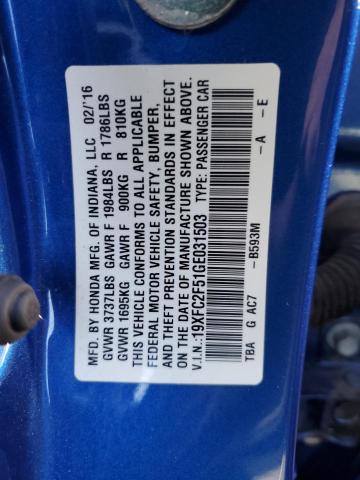 MFD. BY HONDA MFG. OF INDIANA, LLC 02/'16
GVWR 3737LBS GAWR F 1984LBS R 1786LBS
GVWR 1695KG GAWR F 900KG R 810KG
THIS VEHICLE CONFORMS TO ALL APPLICABLE
FEDERAL MOTOR VEHICLE SAFETY, BUMPER,
AND THEFT PREVENTION STANDARDS IN EFFECT
ON THE DATE OF MANUFACTURE SHOWN ABOVE.
V.I.N.:19XFC2F51GE031503 TYPE: PASSENGER CAR
TBA G AC7 -B593M -A -E